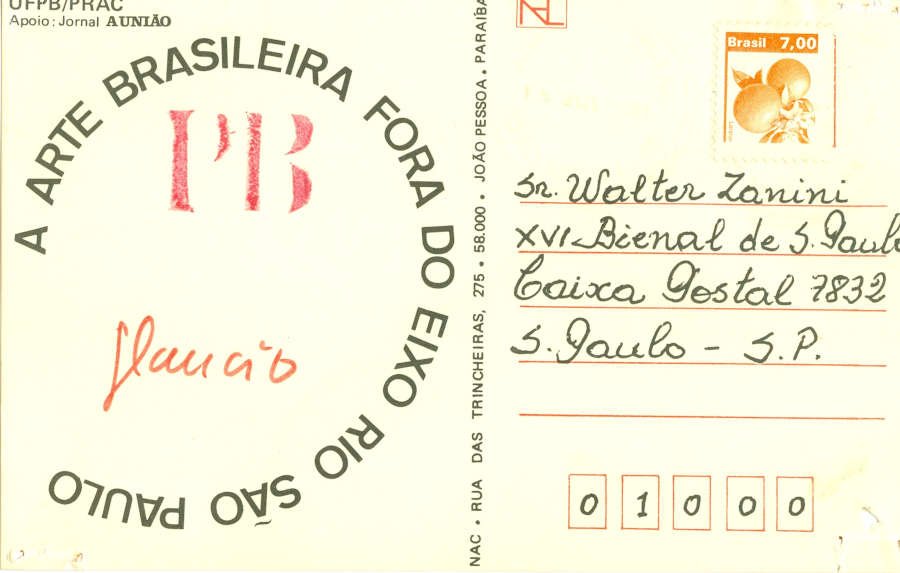 UFPB/PRAC
Apoio: Jornal A UNIÃO
A ARTE BRASILEIRA FORA DO EIXO RIO SÃO PAULO
PB
glaucio
NAC • RUA DAS TRINCHEIRAS, 275 • 58.000 • JOÃO PESSOA • PARAÍBA
Brasil 7,00
Sr. Walter Zanini
XVI Bienal de S. Paulo
Caixa Postal 7832
S. Paulo - S.P.
0 1 0 0 0